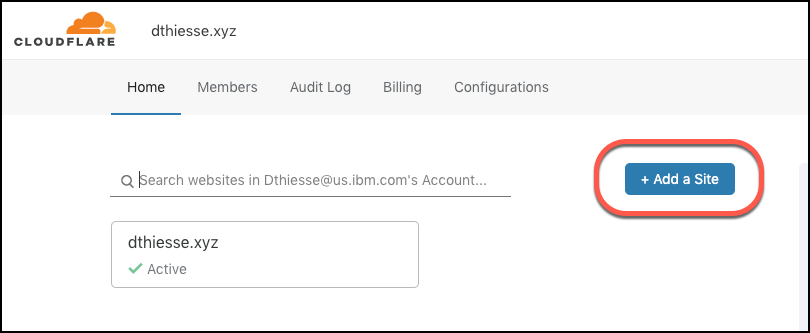 CLOUDFLARE
dthiesse.xyz
Home Members Audit Log Billing Configurations
Search websites in Dthiesse@us.ibm.com's Account...
+ Add a Site
dthiesse.xyz
Active